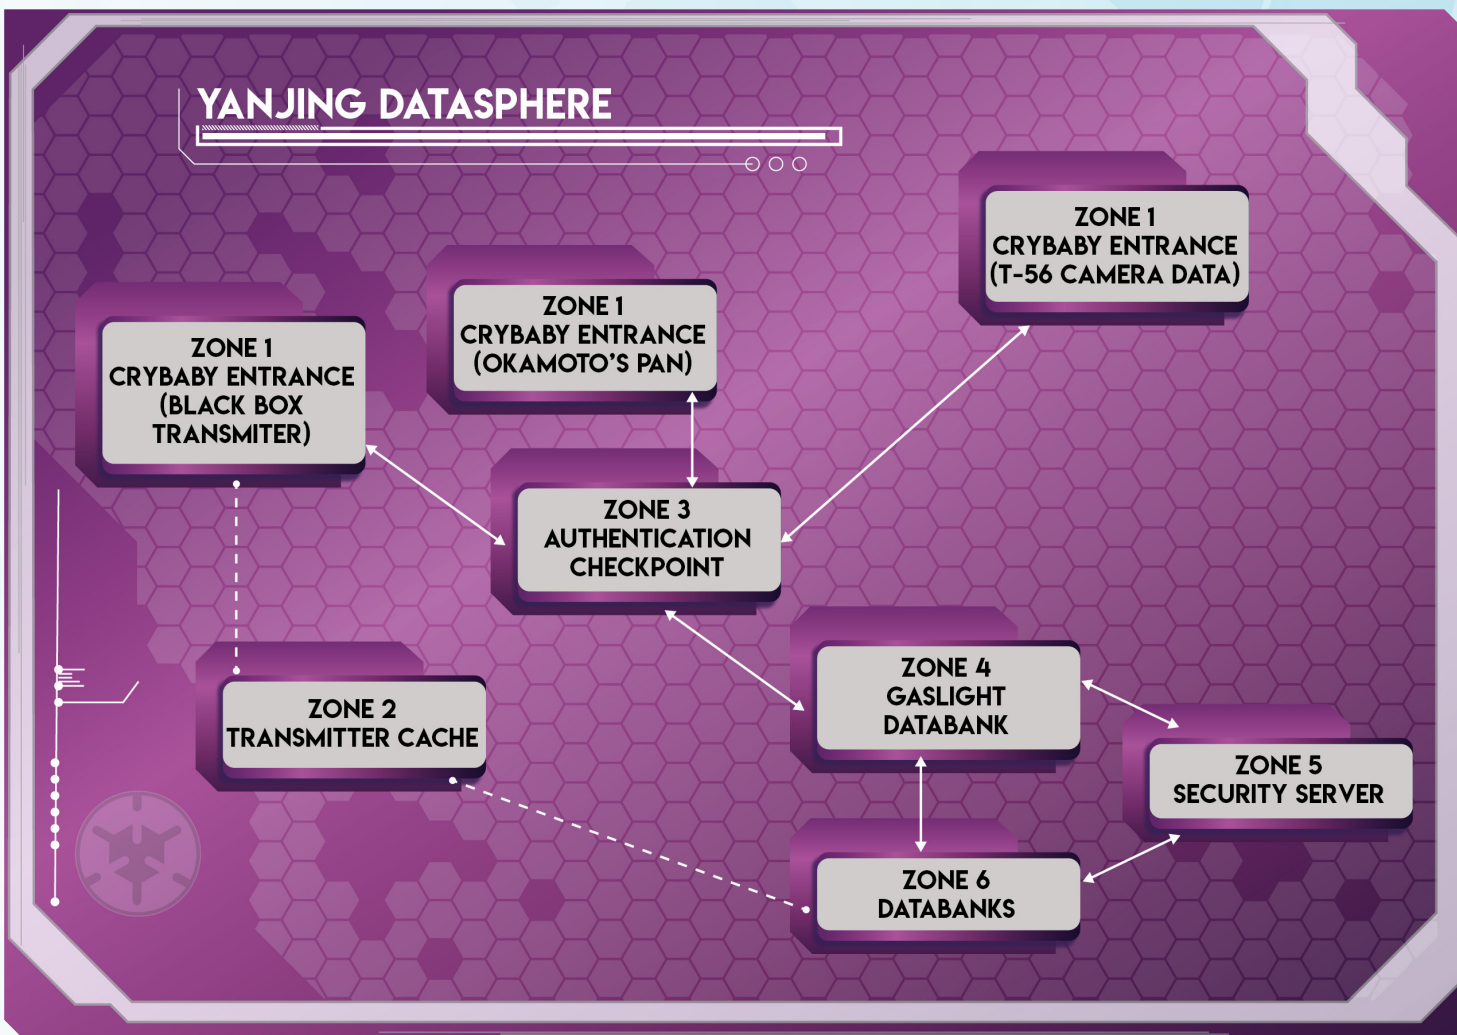 YANJING DATASPHERE
ZONE 1
CRYBABY ENTRANCE
(T-56 CAMERA DATA)
ZONE 1
CRYBABY ENTRANCE
(OKAMOTO'S PAN)
ZONE 1
CRYBABY ENTRANCE
(BLACK BOX
TRANSMITER)
ZONE 3
AUTHENTICATION
CHECKPOINT
ZONE 4
GASLIGHT
DATABANK
ZONE 2
TRANSMITTER CACHE
ZONE 5
SECURITY SERVER
ZONE 6
DATABANKS